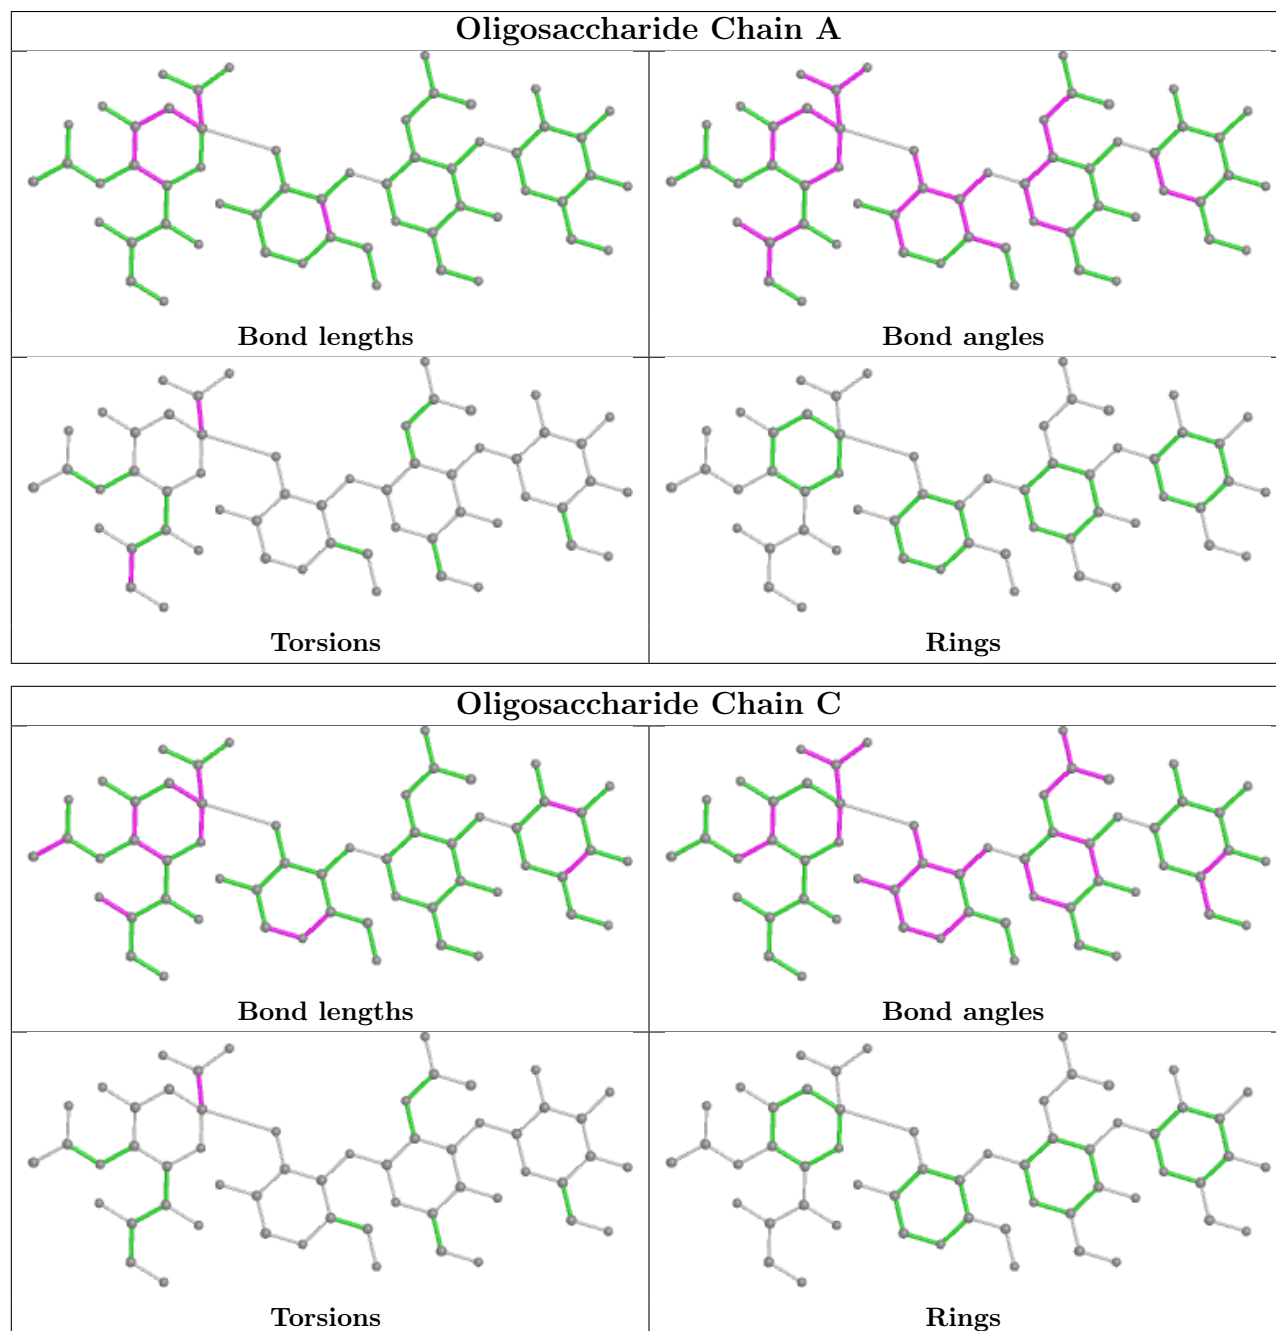 Oligosaccharide Chain A
Bond lengths
Bond angles
Torsions
Rings
Oligosaccharide Chain C
Bond lengths
Bond angles
Torsions
Rings